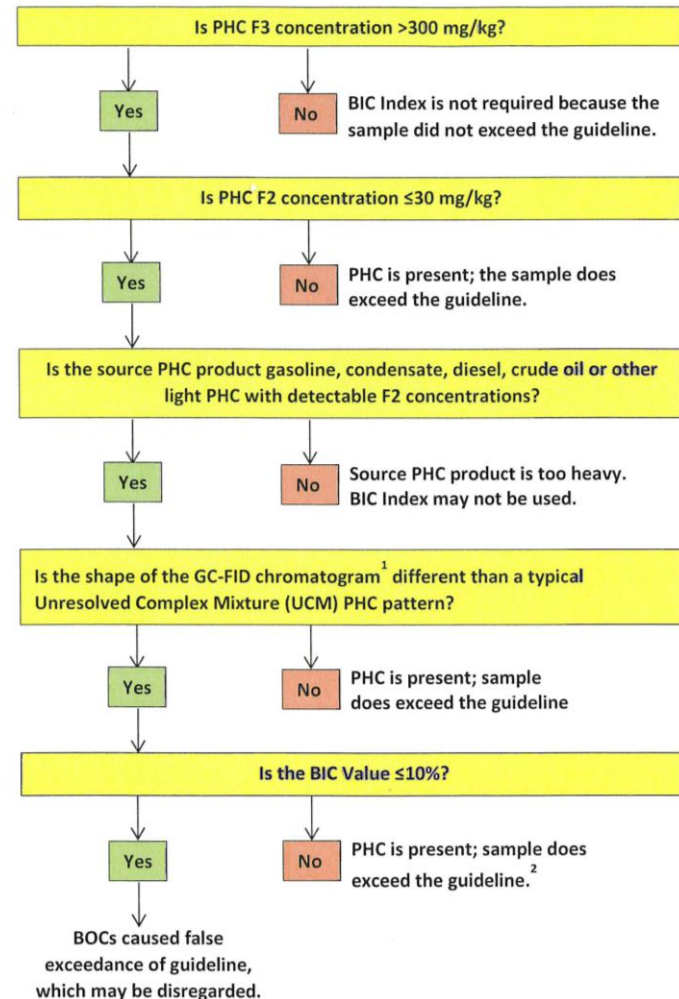 Is PHC F3 concentration >300 mg/kg?
Yes
No
BIC Index is not required because the
sample did not exceed the guideline.
Is PHC F2 concentration ≤30 mg/kg?
Yes
No
PHC is present; the sample does
exceed the guideline.
Is the source PHC product gasoline, condensate, diesel, crude oil or other
light PHC with detectable F2 concentrations?
Yes
No
Source PHC product is too heavy.
BIC Index may not be used.
Is the shape of the GC-FID chromatogram¹ different than a typical
Unresolved Complex Mixture (UCM) PHC pattern?
Yes
No
PHC is present; sample
does exceed the guideline
Is the BIC Value ≤10%?
Yes
No
PHC is present; sample does
exceed the guideline.²
BOCs caused false
exceedance of guideline,
which may be disregarded.